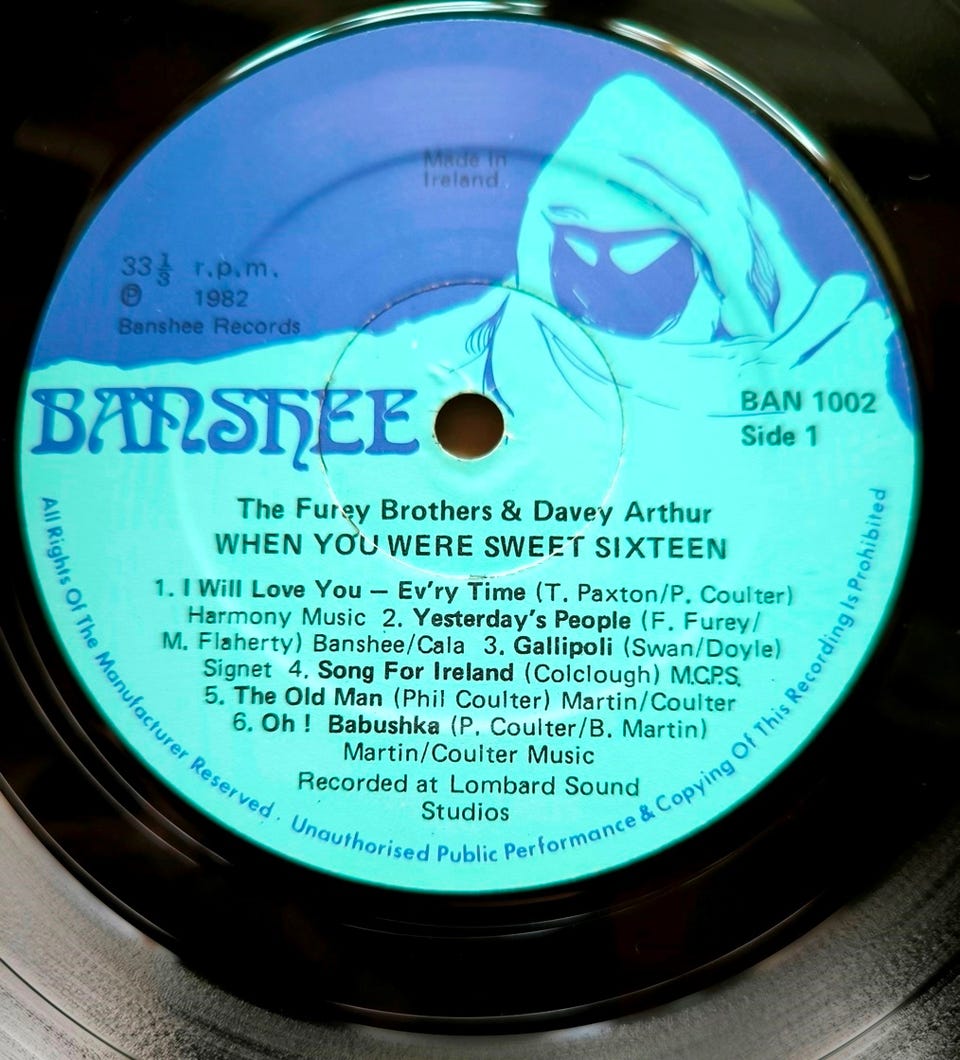 Made in
Ireland
33⅓ r.p.m.
℗ 1982
Banshee Records
BANSHEE
BAN 1002
Side 1
The Furey Brothers & Davey Arthur
WHEN YOU WERE SWEET SIXTEEN
1. I Will Love You — Ev'ry Time (T. Paxton/P. Coulter)
Harmony Music 2. Yesterday's People (F. Furey/
M. Flaherty) Banshee/Cala 3. Gallipoli (Swan/Doyle)
Signet 4. Song For Ireland (Colclough) M.C.P.S.
5. The Old Man (Phil Coulter) Martin/Coulter
6. Oh ! Babushka (P. Coulter/B. Martin)
Martin/Coulter Music
Recorded at Lombard Sound
Studios
All Rights Of The Manufacturer Reserved. Unauthorised Public Performance & Copying Of This Recording Is Prohibited